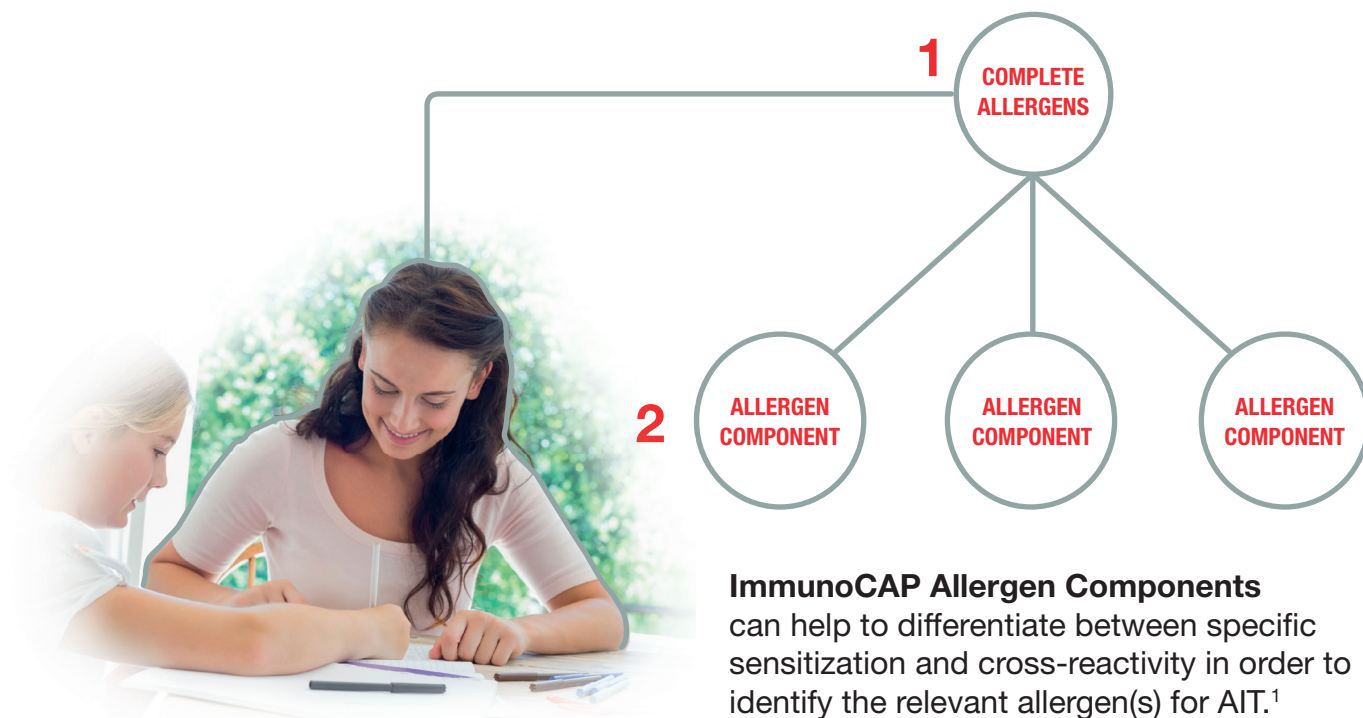 1
COMPLETE
ALLERGENS
2
ALLERGEN
COMPONENT
ALLERGEN
COMPONENT
ALLERGEN
COMPONENT
ImmunoCAP Allergen Components
can help to differentiate between specific
sensitization and cross-reactivity in order to
identify the relevant allergen(s) for AIT.¹